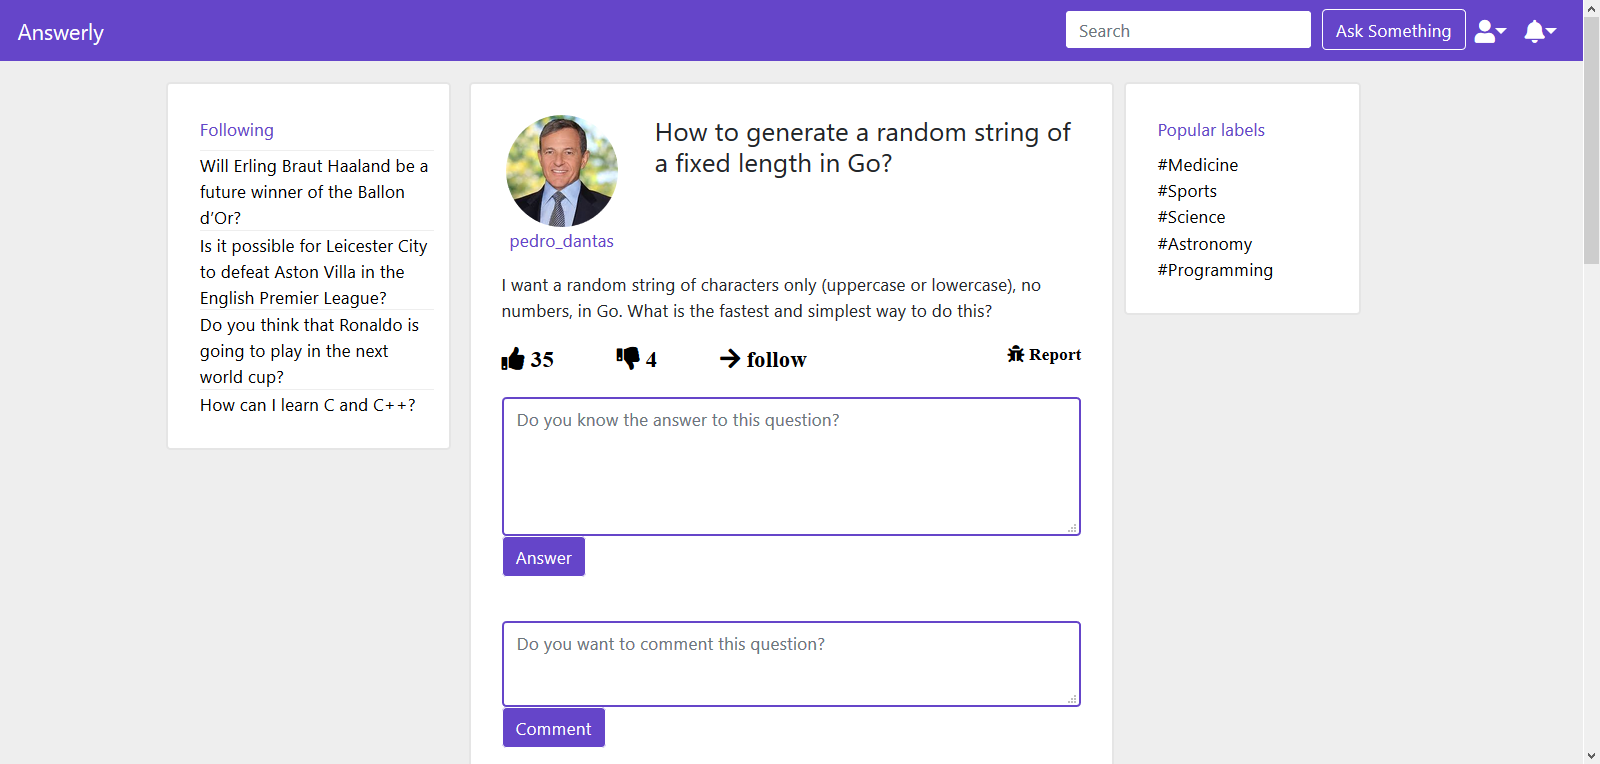 Answerly
Search
Ask Something
Following
Will Erling Braut Haaland be a
future winner of the Ballon
d’Or?
Is it possible for Leicester City
to defeat Aston Villa in the
English Premier League?
Do you think that Ronaldo is
going to play in the next
world cup?
How can I learn C and C++?
How to generate a random string of
a fixed length in Go?
pedro_dantas
I want a random string of characters only (uppercase or lowercase), no
numbers, in Go. What is the fastest and simplest way to do this?
35
4
follow
Report
Do you know the answer to this question?
Answer
Do you want to comment this question?
Comment
Popular labels
#Medicine
#Sports
#Science
#Astronomy
#Programming